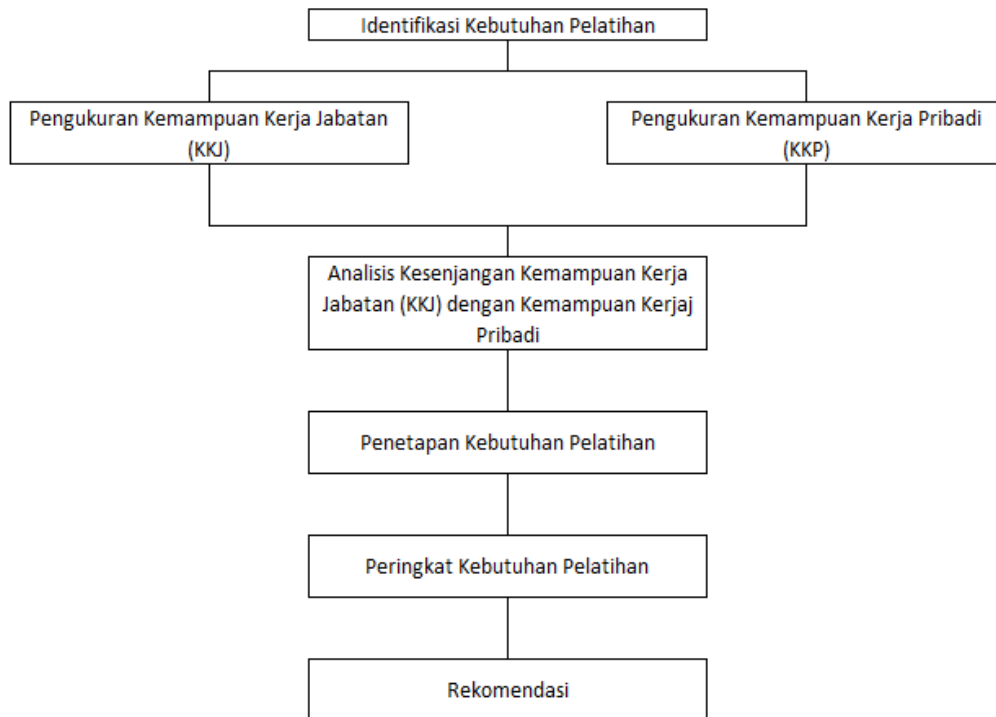 Identifikasi Kebutuhan Pelatihan
Pengukuran Kemampuan Kerja Jabatan
(KKJ)
Pengukuran Kemampuan Kerja Pribadi
(KKP)
Analisis Kesenjangan Kemampuan Kerja
Jabatan (KKJ) dengan Kemampuan Kerjaj
Pribadi
Penetapan Kebutuhan Pelatihan
Peringkat Kebutuhan Pelatihan
Rekomendasi